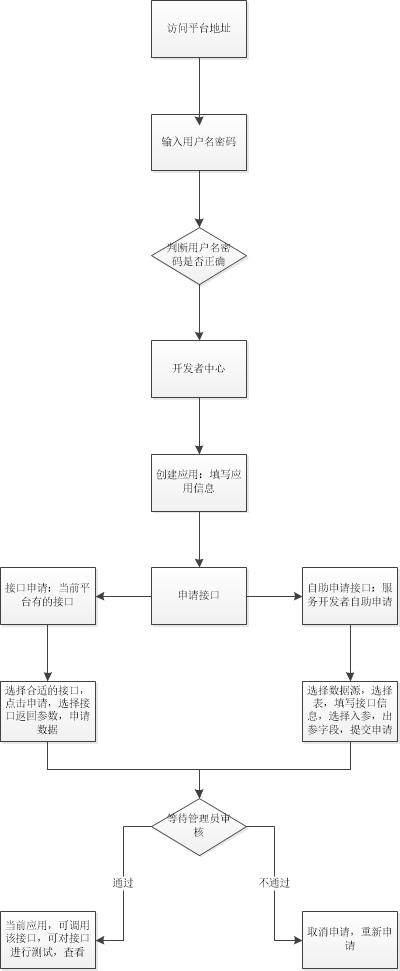 访问平台地址
输入用户名密码
判断用户名密
码是否正确
开发者中心
创建应用：填写应
用信息
接口申请：当前平
台有的接口
申请接口
自助申请接口：服
务开发者自助申请
选择合适的接口，
点击申请，选择接
口返回参数，申请
数据
选择数据源，选择
表，填写接口信
息，选择入参，出
参字段，提交申请
等待管理员审
核
通过
不通过
当前应用，可调用
该接口，可对接口
进行测试，查看
取消申请，重新申
请